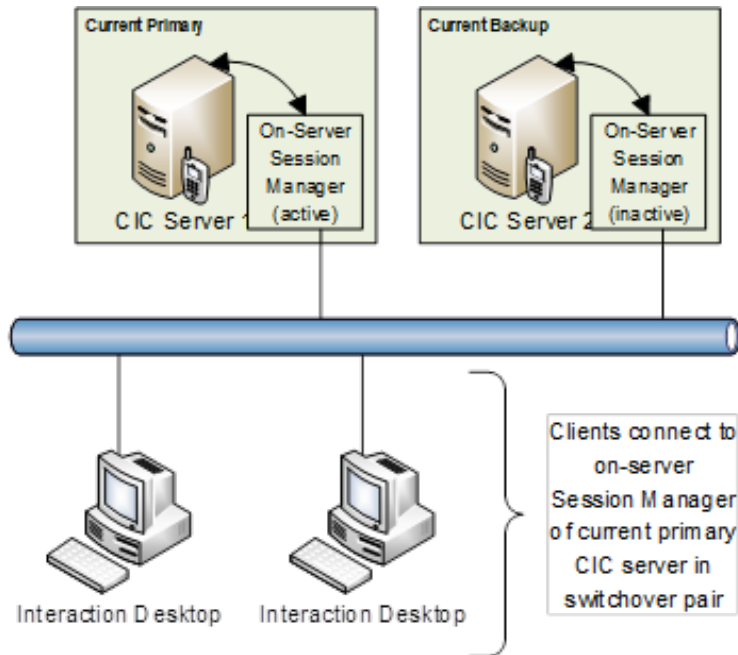 Current Primary
On-Server
Session
Manager
(active)
CIC Server 1
Current Backup
On-Server
Session
Manager
(inactive)
CIC Server 2
Interaction Desktop
Interaction Desktop
Clients connect to
on-server
Session Manager
of current primary
CIC server in
switchover pair